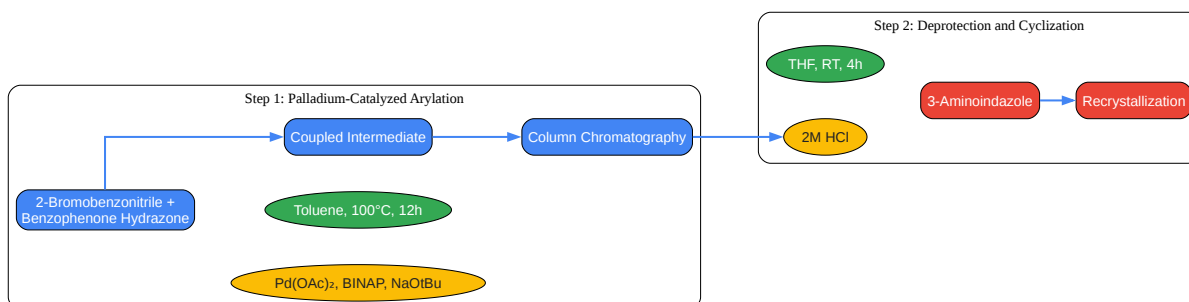 Step 1: Palladium-Catalyzed Arylation
2-Bromobenzonitrile +
Benzophenone Hydrazone
Coupled Intermediate
Column Chromatography
Toluene, 100°C, 12h
Pd(OAc)₂, BINAP, NaOtBu
Step 2: Deprotection and Cyclization
THF, RT, 4h
2M HCl
3-Aminoindazole
Recrystallization